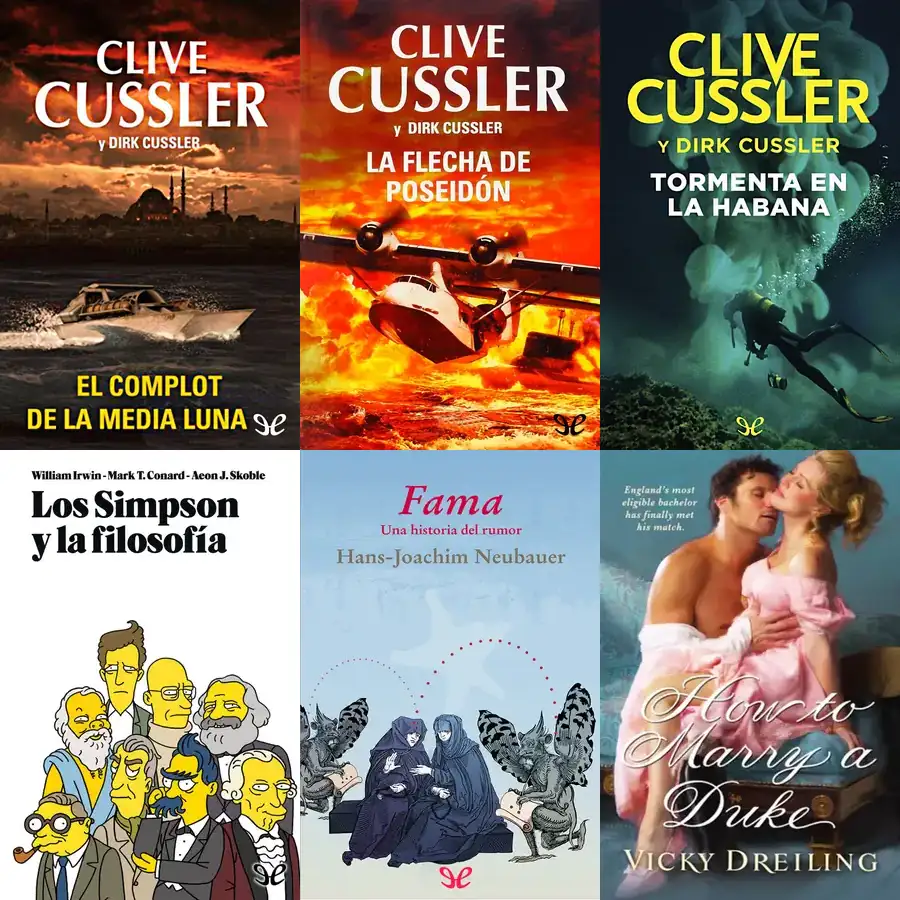 CLIVE
CUSSLER
y DIRK CUSSLER
EL COMPLOT
DE LA MEDIA LUNA
CLIVE
CUSSLER
y DIRK CUSSLER
LA FLECHA DE
POSEIDÓN
CLIVE
CUSSLER
Y DIRK CUSSLER
TORMENTA EN
LA HABANA
William Irwin - Mark T. Conard - Aeon J. Skoble
Los Simpson
y la filosofía
Fama
Una historia del rumor
Hans-Joachim Neubauer
England's most
eligible bachelor
has finally met
his match.
How to
Marry a
Duke
VICKY DREILING